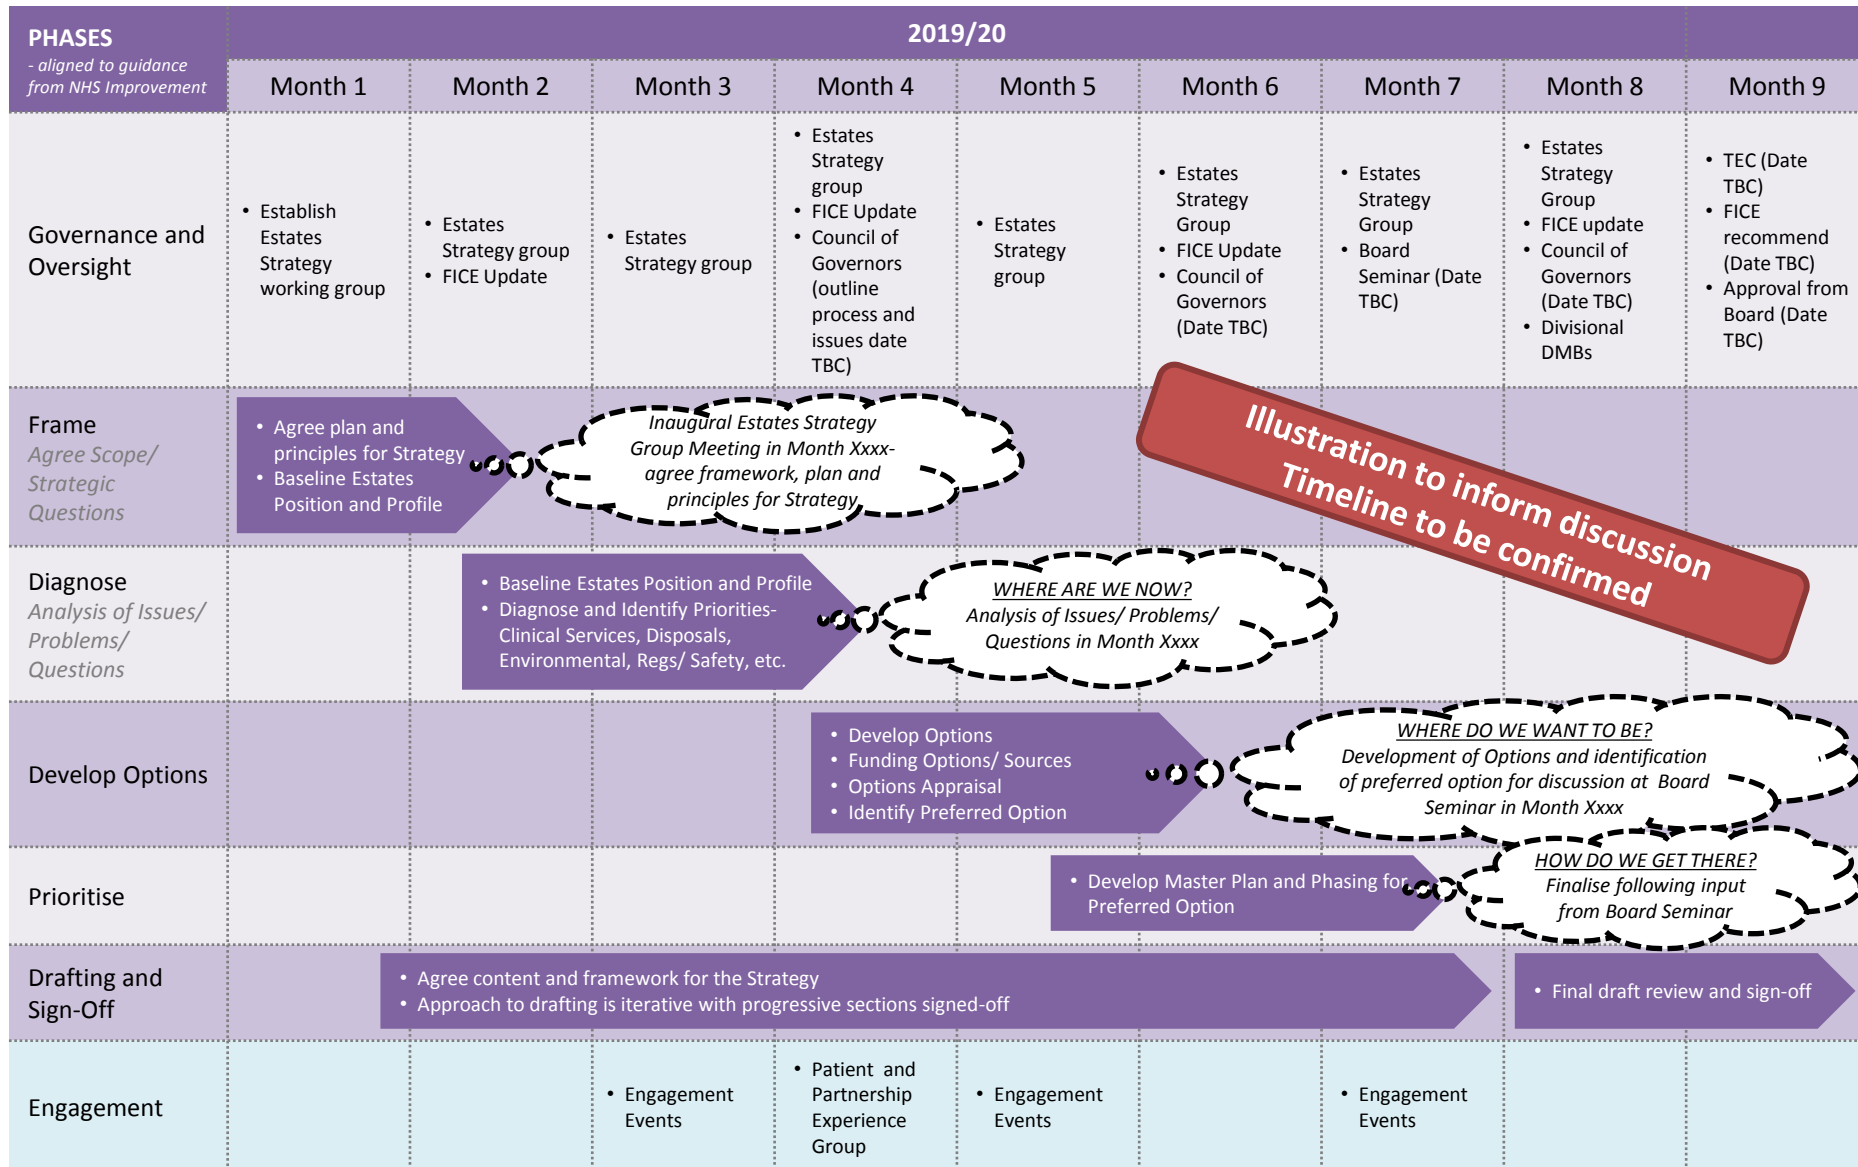 PHASES
- aligned to guidance
from NHS Improvement
2019/20
Month 1
Month 2
Month 3
Month 4
Month 5
Month 6
Month 7
Month 8
Month 9
Governance and
Oversight
• Establish
Estates
Strategy
working group
• Estates
Strategy group
• FICE Update
• Estates
Strategy group
• Estates
Strategy
group
• FICE Update
• Council of
Governors
(outline
process and
issues date
TBC)
• Estates
Strategy
group
• Estates
Strategy
Group
• FICE Update
• Council of
Governors
(Date TBC)
• Estates
Strategy
Group
• Board
Seminar (Date
TBC)
• Estates
Strategy
Group
• FICE update
• Council of
Governors
(Date TBC)
• Divisional
DMBs
• TEC (Date
TBC)
• FICE
recommend
(Date TBC)
• Approval from
Board (Date
TBC)
Frame
Agree Scope/
Strategic
Questions
• Agree plan and
principles for Strategy
• Baseline Estates
Position and Profile
Inaugural Estates Strategy
Group Meeting in Month Xxxx-
agree framework, plan and
principles for Strategy
Illustration to inform discussion
Timeline to be confirmed
Diagnose
Analysis of Issues/
Problems/
Questions
• Baseline Estates Position and Profile
• Diagnose and Identify Priorities-
Clinical Services, Disposals,
Environmental, Regs/ Safety, etc.
WHERE ARE WE NOW?
Analysis of Issues/ Problems/
Questions in Month Xxxx
Develop Options
• Develop Options
• Funding Options/ Sources
• Options Appraisal
• Identify Preferred Option
WHERE DO WE WANT TO BE?
Development of Options and identification
of preferred option for discussion at Board
Seminar in Month Xxxx
Prioritise
• Develop Master Plan and Phasing for
Preferred Option
HOW DO WE GET THERE?
Finalise following input
from Board Seminar
Drafting and
Sign-Off
• Agree content and framework for the Strategy
• Approach to drafting is iterative with progressive sections signed-off
• Final draft review and sign-off
Engagement
• Engagement
Events
• Patient and
Partnership
Experience
Group
• Engagement
Events
• Engagement
Events